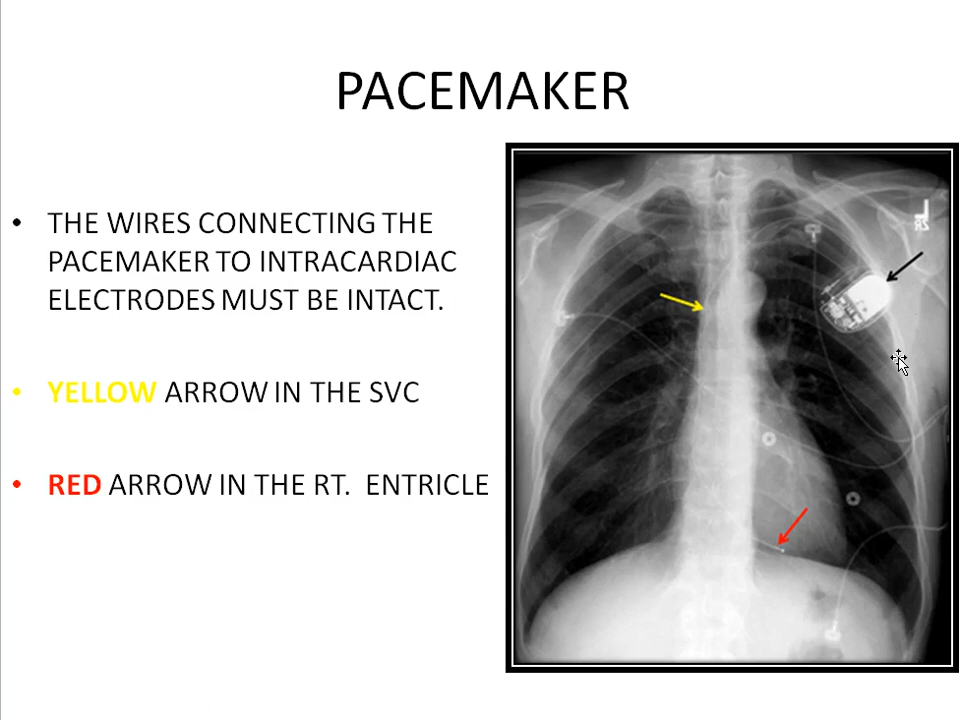 PACEMAKER
• THE WIRES CONNECTING THE
PACEMAKER TO INTRACARDIAC
ELECTRODES MUST BE INTACT.
• YELLOW ARROW IN THE SVC
• RED ARROW IN THE RT. ENTRICLE
L